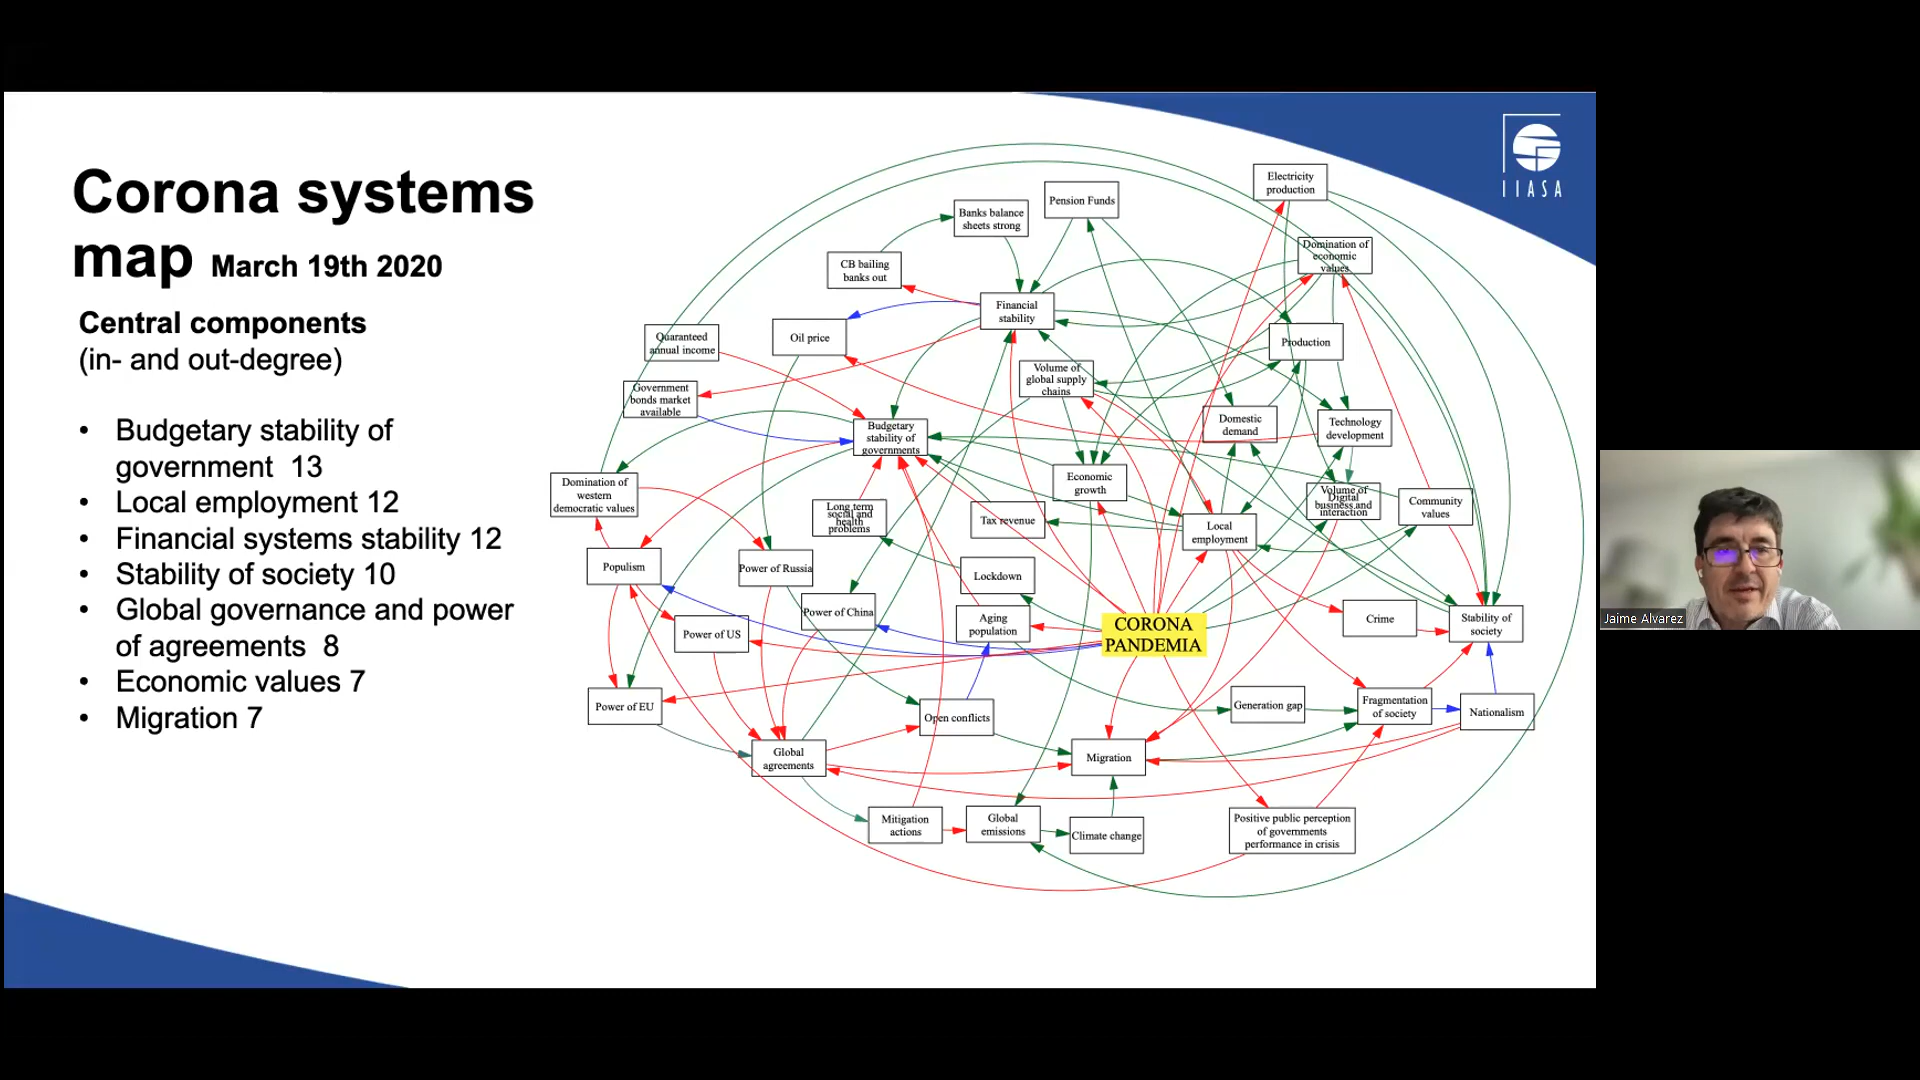 Corona systems
map March 19th 2020
Central components
(in- and out-degree)
• Budgetary stability of
government 13
• Local employment 12
• Financial systems stability 12
• Stability of society 10
• Global governance and power
of agreements 8
• Economic values 7
• Migration 7
IIASA
Electricity
production
Pension Funds
Banks balance
sheets strong
Domination of
economic
values
CB bailing
banks out
Financial
stability
Oil price
Quaranteed
annual income
Production
Volume of
global supply
chains
Government
bonds market
available
Domestic
demand
Technology
development
Budgetary
stability of
governments
Economic
growth
Domination of
western
democratic values
Volume of
Digital
business and
interaction
Community
values
Long term
social and
health
problems
Tax revenue
Local
employment
Populism
Power of Russia
Lockdown
Power of China
Aging
population
CORONA
PANDEMIA
Crime
Stability of
society
Power of US
Power of EU
Open conflicts
Generation gap
Fragmentation
of society
Nationalism
Global
agreements
Migration
Mitigation
actions
Global
emissions
Climate change
Positive public perception
of governments
performance in crisis
Jaime Alvarez